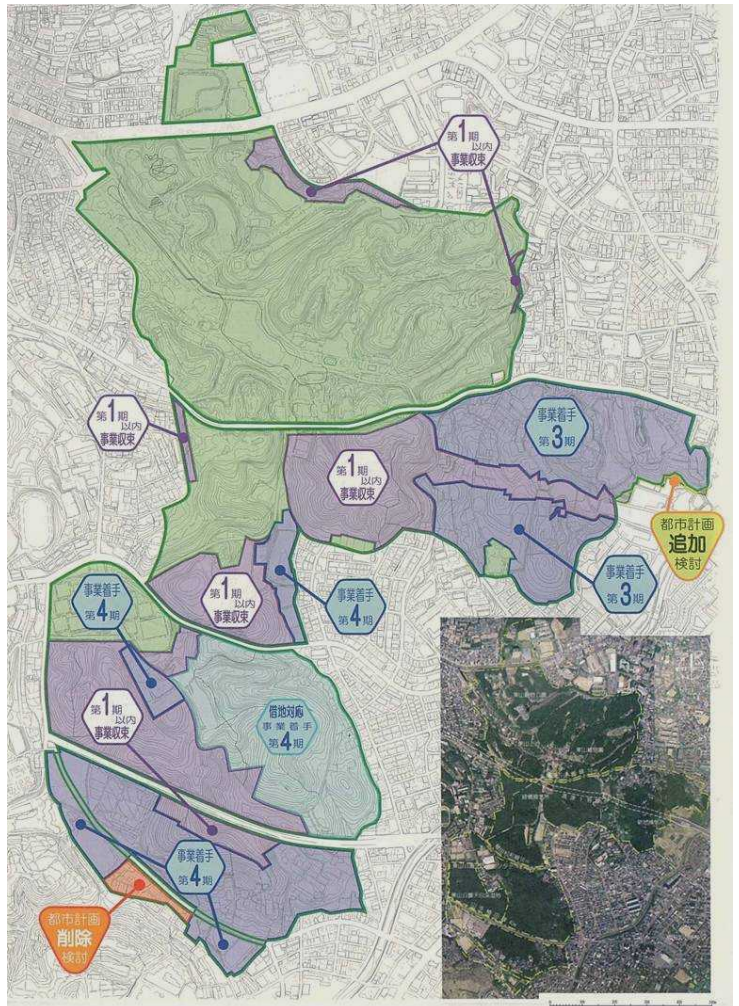 第1期
以内
事業収束
第1期
以内
事業収束
事業着手
第3期
第1期
以内
事業収束
都市計画
追加
検討
事業着手
第4期
第1期
以内
事業収束
事業着手
第4期
事業着手
第3期
第1期
以内
事業収束
借地対応
事業着手
第4期
事業着手
第4期
都市計画
削除
検討